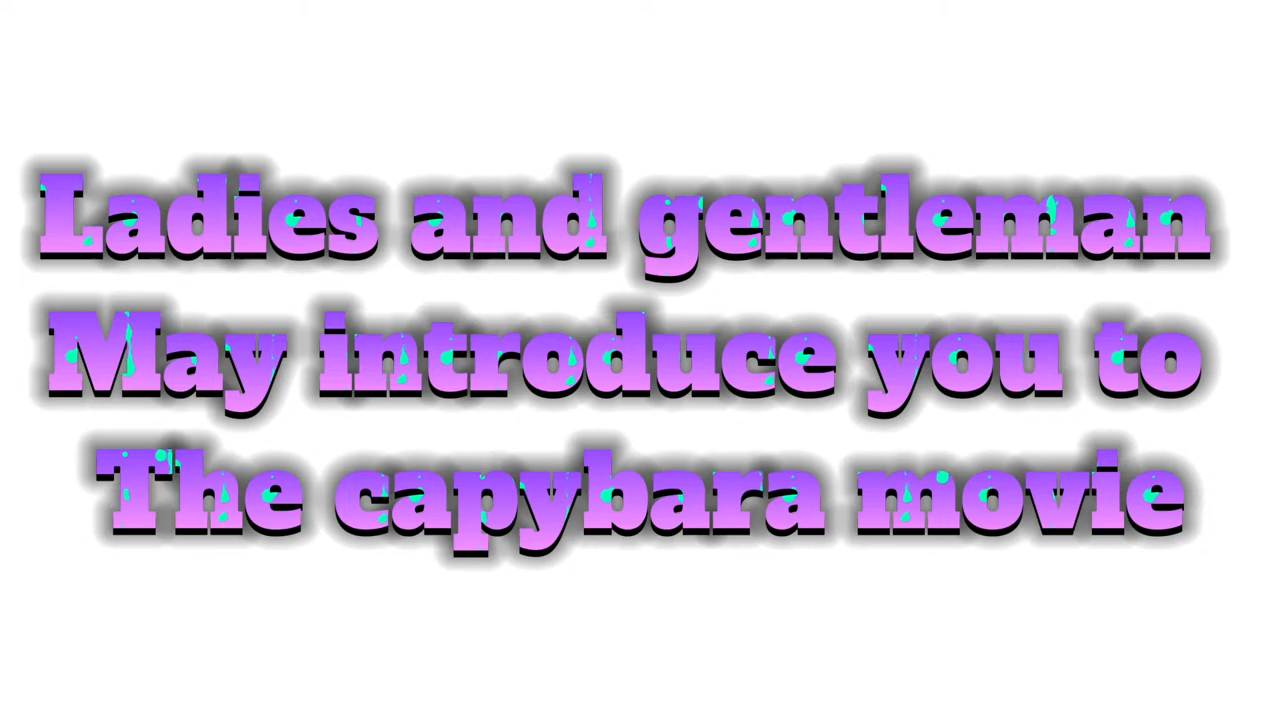 Ladies and gentleman
May introduce you to
The capybara movie